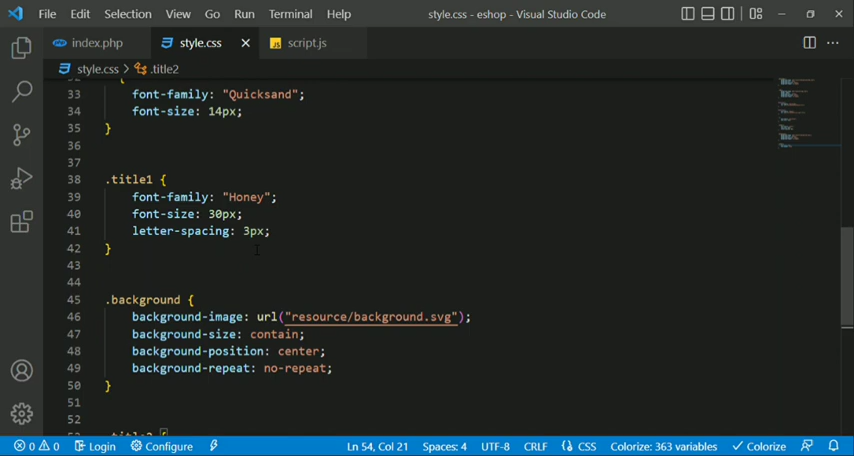 File Edit Selection View Go Run Terminal Help style.css - eshop - Visual Studio Code
index.php style.css script.js
style.css > .title2
33 font-family: "Quicksand";
34 font-size: 14px;
35 }
36
37
38 .title1 {
39 font-family: "Honey";
40 font-size: 30px;
41 letter-spacing: 3px;
42 }
43
44
45 .background {
46 background-image: url("resource/background.svg");
47 background-size: contain;
48 background-position: center;
49 background-repeat: no-repeat;
50 }
51
52
0 0 Login Configure Ln 54, Col 21 Spaces: 4 UTF-8 CRLF CSS Colorize: 363 variables Colorize